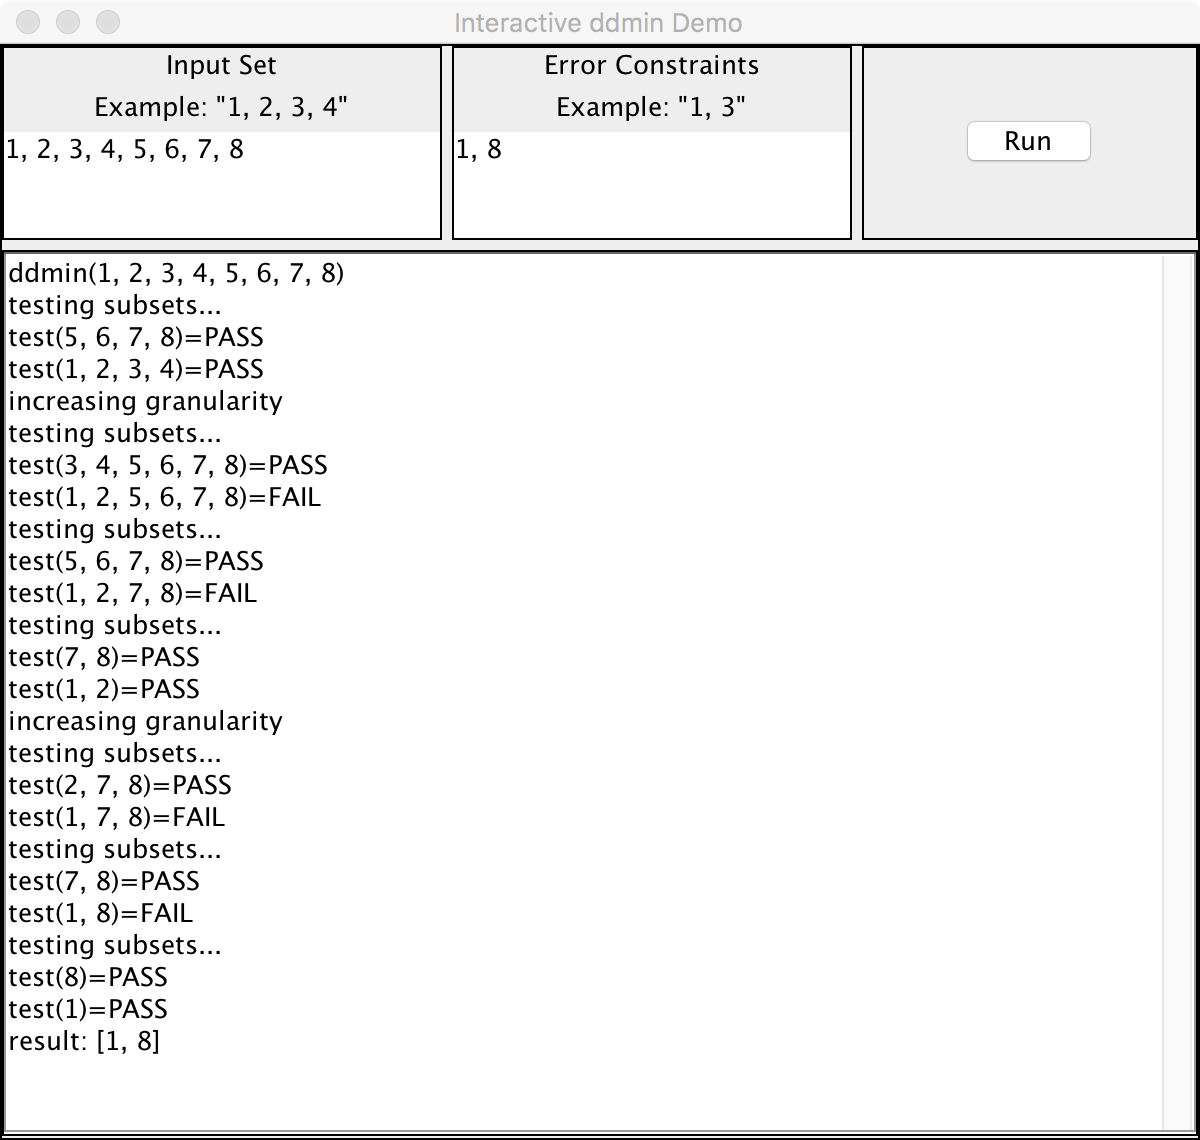 Interactive ddmin Demo
Input Set
Example: "1, 2, 3, 4"
1, 2, 3, 4, 5, 6, 7, 8
Error Constraints
Example: "1, 3"
1, 8
Run
ddmin(1, 2, 3, 4, 5, 6, 7, 8)
testing subsets...
test(5, 6, 7, 8)=PASS
test(1, 2, 3, 4)=PASS
increasing granularity
testing subsets...
test(3, 4, 5, 6, 7, 8)=PASS
test(1, 2, 5, 6, 7, 8)=FAIL
testing subsets...
test(5, 6, 7, 8)=PASS
test(1, 2, 7, 8)=FAIL
testing subsets...
test(7, 8)=PASS
test(1, 2)=PASS
increasing granularity
testing subsets...
test(2, 7, 8)=PASS
test(1, 7, 8)=FAIL
testing subsets...
test(7, 8)=PASS
test(1, 8)=FAIL
testing subsets...
test(8)=PASS
test(1)=PASS
result: [1, 8]